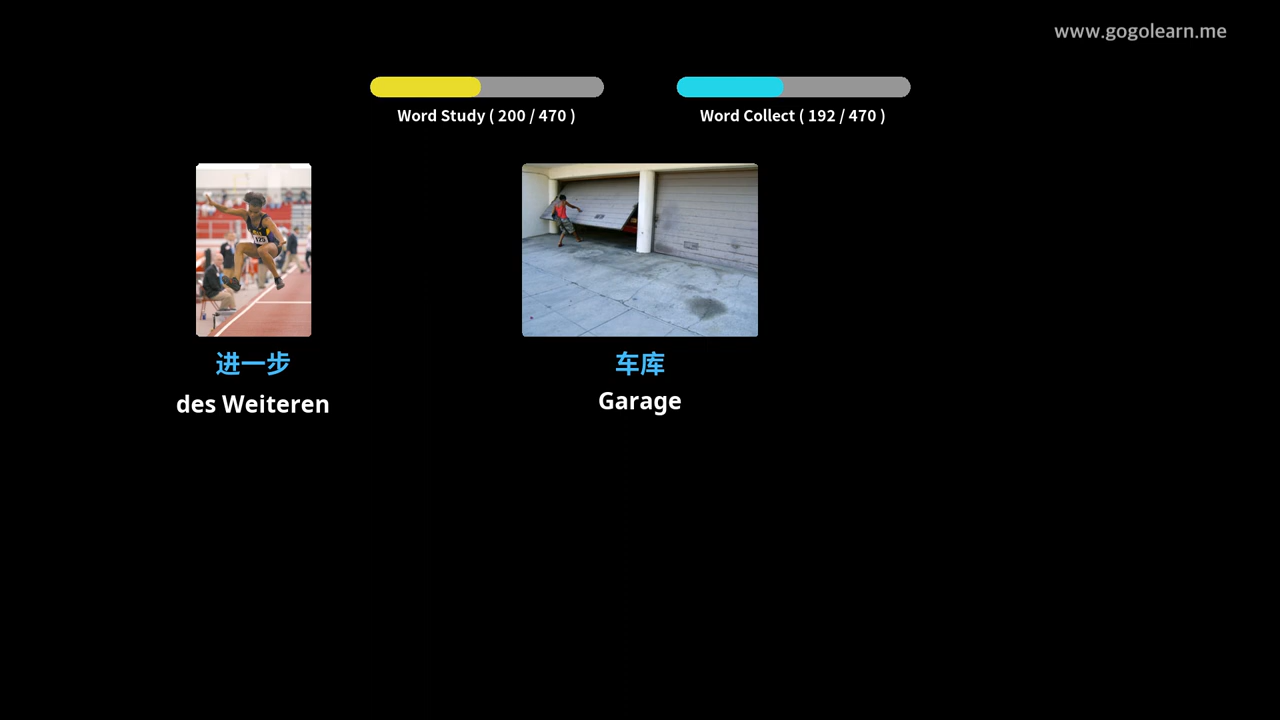 www.gogolearn.me
Word Study ( 200 / 470 )
Word Collect ( 192 / 470 )
进一步
des Weiteren
车库
Garage